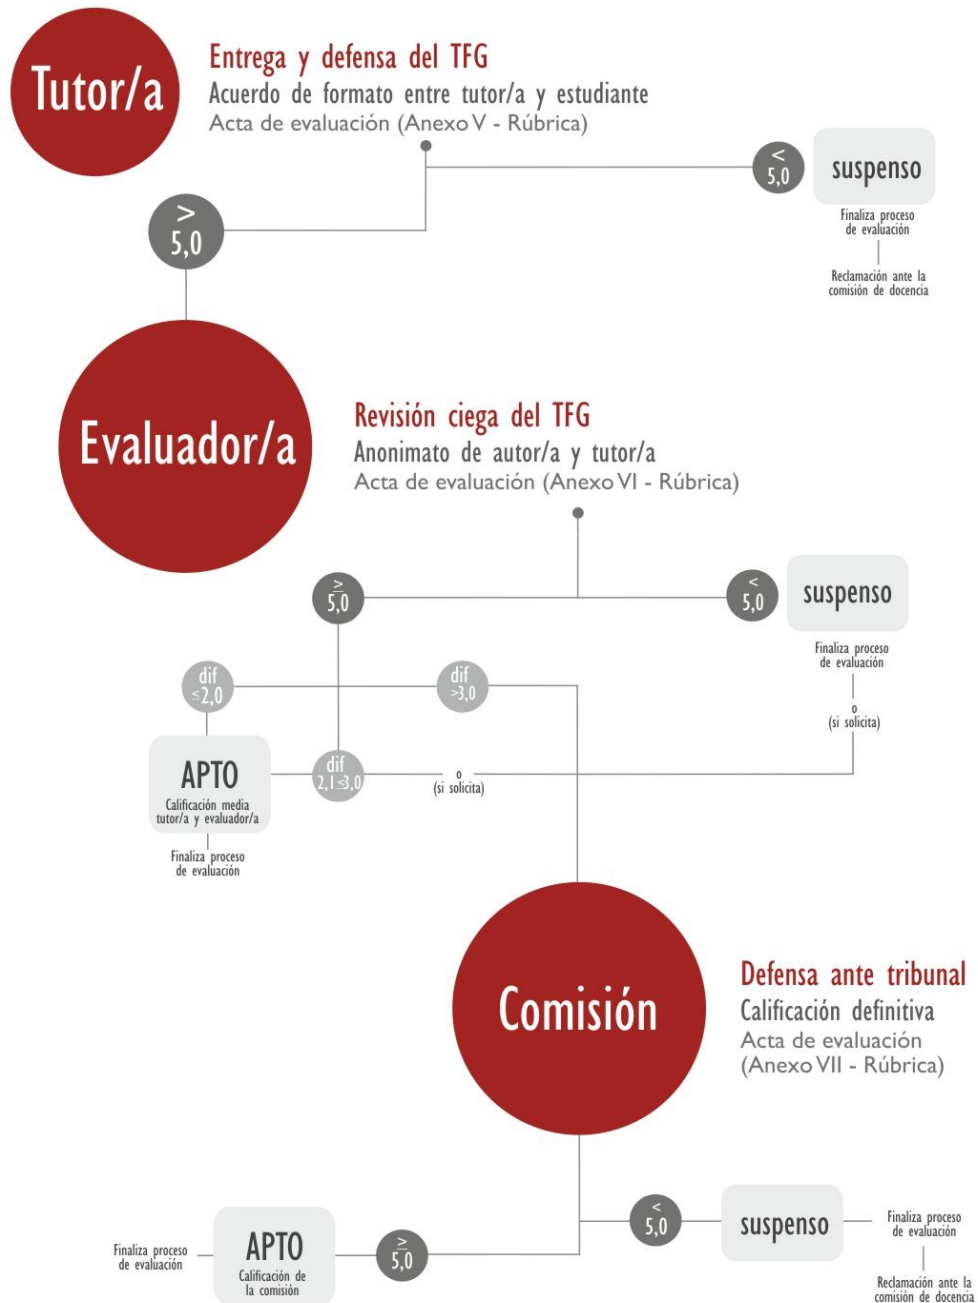 Tutor/a
Entrega y defensa del TFG
Acuerdo de formato entre tutor/a y estudiante
Acta de evaluación (Anexo V - Rúbrica)
<
5,0
suspenso
Finaliza proceso
de evaluación
Reclamación ante la
comisión de docencia
>
5,0
Evaluador/a
Revisión ciega del TFG
Anonimato de autor/a y tutor/a
Acta de evaluación (Anexo VI - Rúbrica)
≥
5,0
<
5,0
suspenso
Finaliza proceso
de evaluación
o
(si solicita)
dif
≤2,0
dif
>3,0
APTO
Calificación media
tutor/a y evaluador/a
Finaliza proceso
de evaluación
dif
2,1≤3,0
o
(si solicita)
Comisión
Defensa ante tribunal
Calificación definitiva
Acta de evaluación
(Anexo VII - Rúbrica)
<
5,0
suspenso
Finaliza proceso
de evaluación
Reclamación ante la
comisión de docencia
≥
5,0
APTO
Calificación de
la comisión
Finaliza proceso
de evaluación